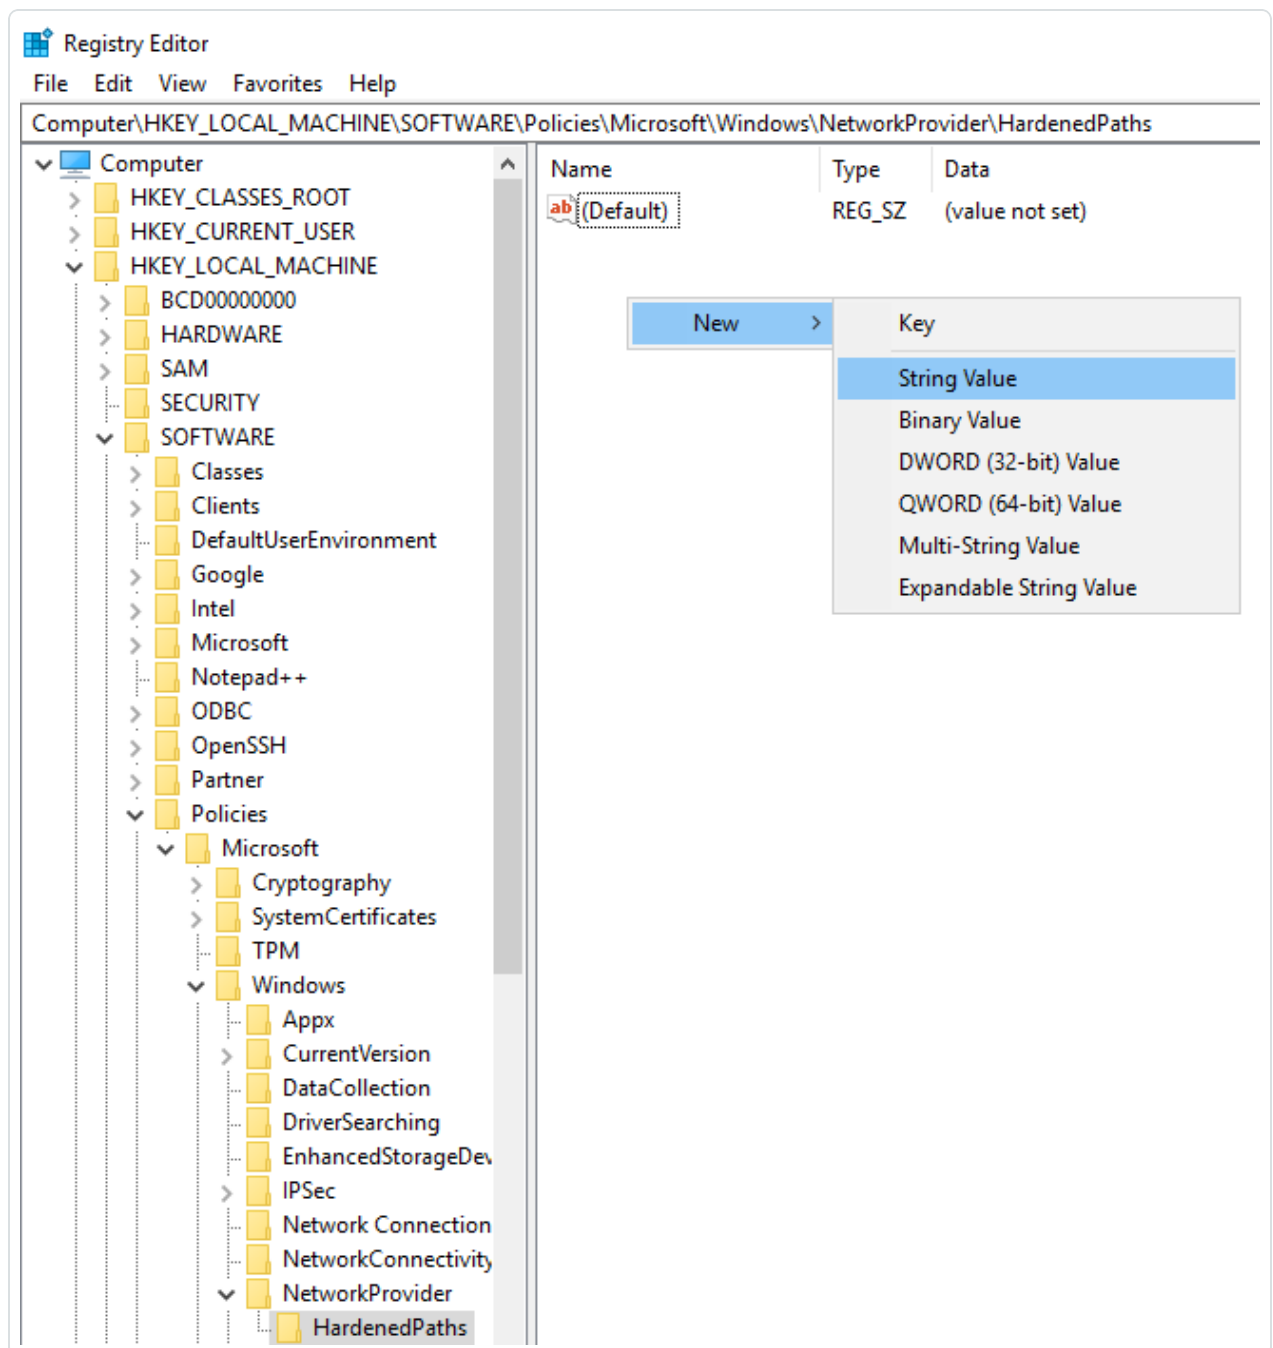 Registry Editor
File Edit View Favorites Help
Computer\HKEY_LOCAL_MACHINE\SOFTWARE\Policies\Microsoft\Windows\NetworkProvider\HardenedPaths
Computer
HKEY_CLASSES_ROOT
HKEY_CURRENT_USER
HKEY_LOCAL_MACHINE
BCD00000000
HARDWARE
SAM
SECURITY
SOFTWARE
Classes
Clients
DefaultUserEnvironment
Google
Intel
Microsoft
Notepad++
ODBC
OpenSSH
Partner
Policies
Microsoft
Cryptography
SystemCertificates
TPM
Windows
Appx
CurrentVersion
DataCollection
DriverSearching
EnhancedStorageDev
IPSec
Network Connection
NetworkConnectivity
NetworkProvider
HardenedPaths
Name Type Data
ab (Default) REG_SZ (value not set)
New
Key
String Value
Binary Value
DWORD (32-bit) Value
QWORD (64-bit) Value
Multi-String Value
Expandable String Value